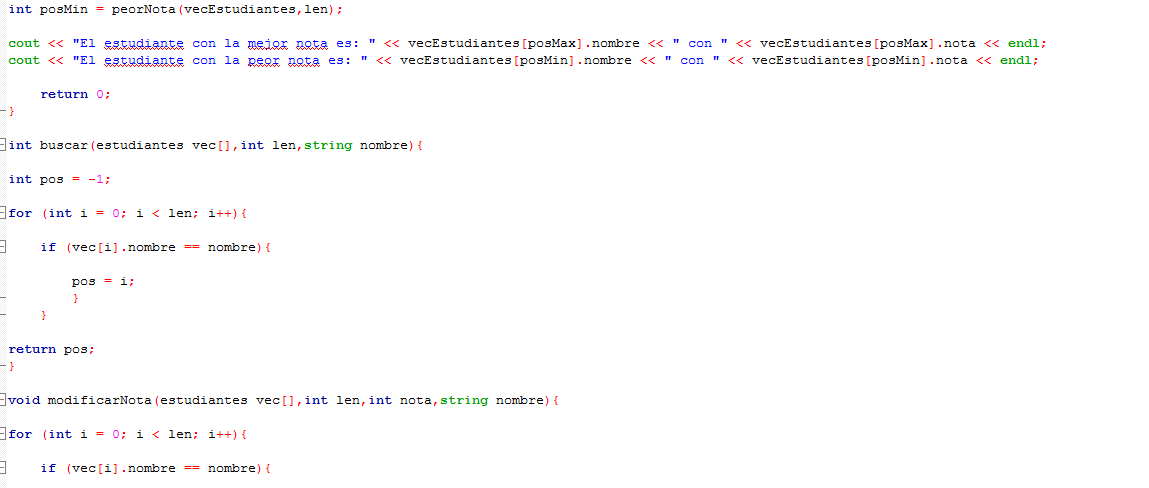 int posMin = peorNota(vecEstudiantes,len);
cout << "El estudiante con la mejor nota es: " << vecEstudiantes[posMax].nombre << " con " << vecEstudiantes[posMax].nota << endl;
cout << "El estudiante con la peor nota es: " << vecEstudiantes[posMin].nombre << " con " << vecEstudiantes[posMin].nota << endl;
return 0;
}
int buscar(estudiantes vec[],int len,string nombre){
int pos = -1;
for (int i = 0; i < len; i++){
if (vec[i].nombre == nombre){
pos = i;
}
}
return pos;
}
void modificarNota(estudiantes vec[],int len,int nota,string nombre){
for (int i = 0; i < len; i++){
if (vec[i].nombre == nombre){